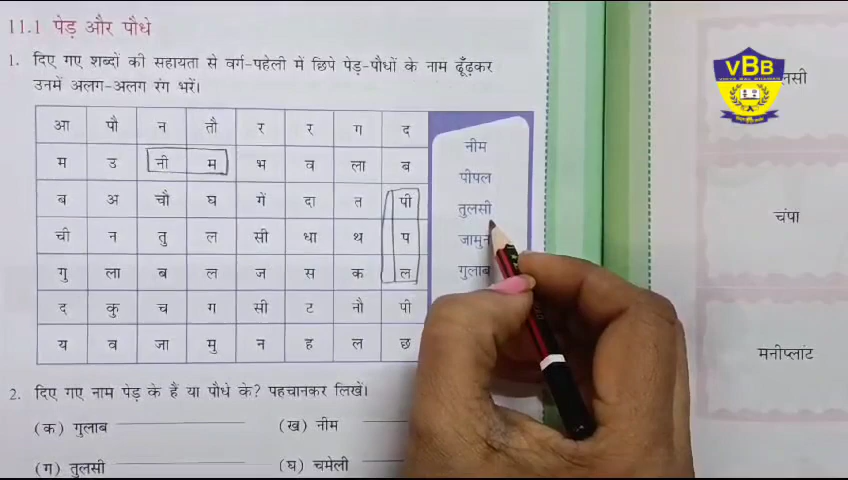 11.1 पेड़ और पौधे
1. दिए गए शब्दों की सहायता से वर्ग-पहेली में छिपे पेड़-पौधों के नाम ढूँढ़कर
उनमें अलग-अलग रंग भरें।
आ पौ न तौ र र ग द
म उ नी म भ व ला ब
ब अ चौ घ गें दा त पी
ची न तु ल सी धा थ प
गु ला ब ल ज स क ल
द कु च ग सी ट नौ पी
य व जा मु न ह ल छ
नीम
पीपल
तुलसी
जामुन
गुलाब
2. दिए गए नाम पेड़ के हैं या पौधे के? पहचानकर लिखें।
(क) गुलाब (ख) नीम
(ग) तुलसी (घ) चमेली
VBB
चंपा
मनीप्लांट